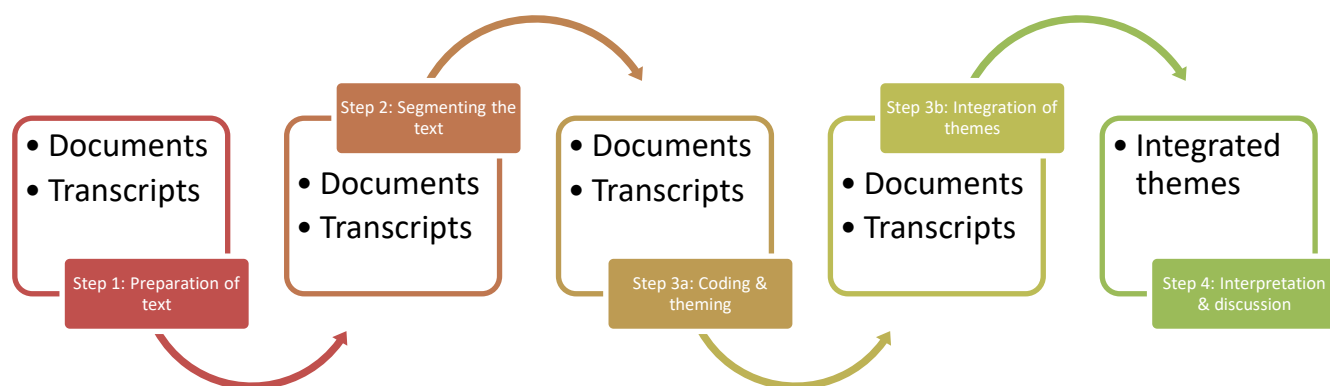 • Documents
• Transcripts
Step 1: Preparation of
text
Step 2: Segmenting the
text
• Documents
• Transcripts
• Documents
• Transcripts
Step 3a: Coding &
theming
Step 3b: Integration of
themes
• Documents
• Transcripts
• Integrated
themes
Step 4: Interpretation
& discussion